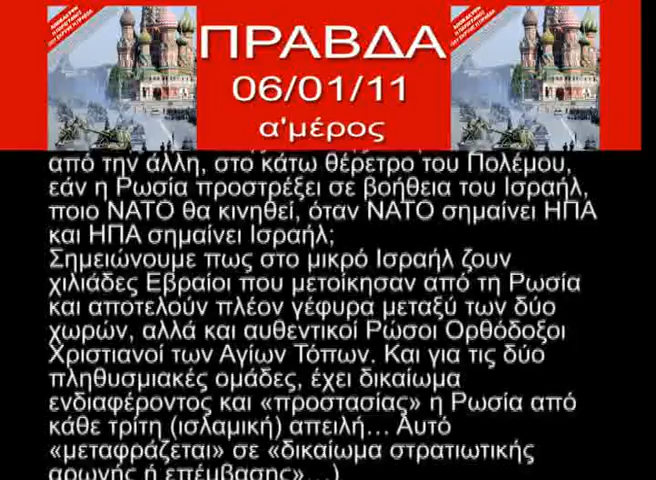 ΠΡΑΒΔΑ
06/01/11
α'μέρος
από την άλλη, στο κάτω θέρετρο του Πολέμου,
εάν η Ρωσία προστρέξει σε βοήθεια του Ισραήλ,
ποιο ΝΑΤΟ θα κινηθεί, όταν ΝΑΤΟ σημαίνει ΗΠΑ
και ΗΠΑ σημαίνει Ισραήλ;
Σημειώνουμε πως στο μικρό Ισραήλ ζουν
χιλιάδες Εβραίοι που μετοίκησαν από τη Ρωσία
και αποτελούν πλέον γέφυρα μεταξύ των δύο
χωρών, αλλά και αυθεντικοί Ρώσοι Ορθόδοξοι
Χριστιανοί των Αγίων Τόπων. Και για τις δύο
πληθυσμιακές ομάδες, έχει δικαίωμα
ενδιαφέροντος και «προστασίας» η Ρωσία από
κάθε τρίτη (ισλαμική) απειλή... Αυτό
«μεταφράζεται» σε «δικαίωμα στρατιωτικής
αρωγής ή επέμβασης»...)